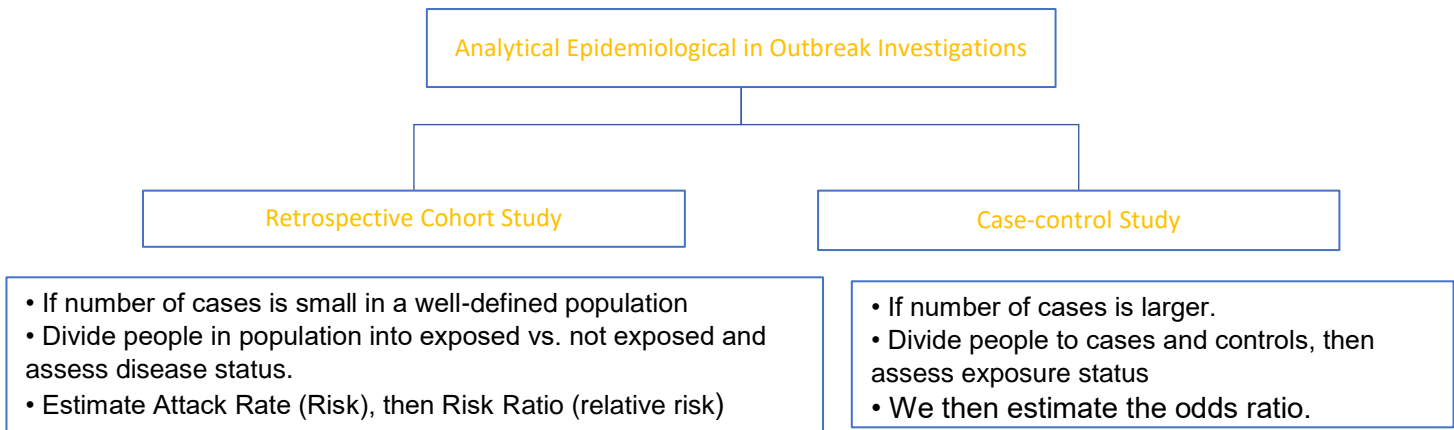 Analytical Epidemiological in Outbreak Investigations
Retrospective Cohort Study
Case-control Study
• If number of cases is small in a well-defined population
• Divide people in population into exposed vs. not exposed and
assess disease status.
• Estimate Attack Rate (Risk), then Risk Ratio (relative risk)
• If number of cases is larger.
• Divide people to cases and controls, then
assess exposure status
• We then estimate the odds ratio.